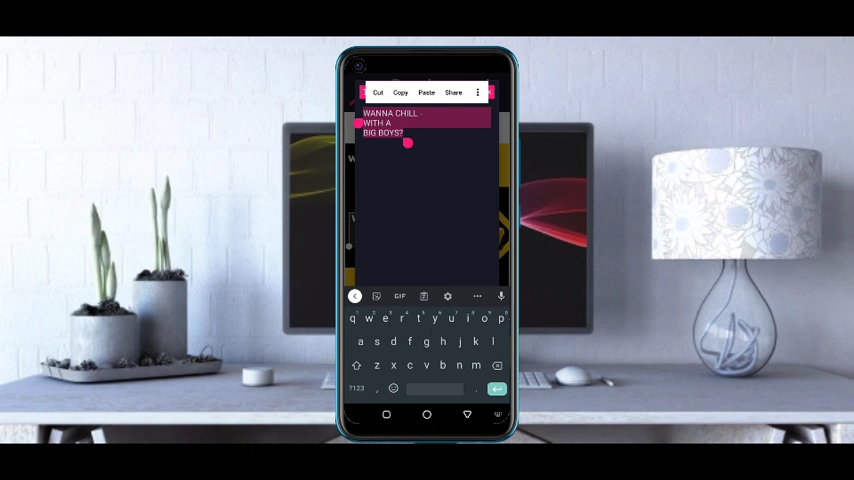 Cut Copy Paste Share
WANNA CHILL -
WITH A
BIG BOYS?
GIF
q w e r t y u i o p
a s d f g h j k l
z x c v b n m
?123 , .